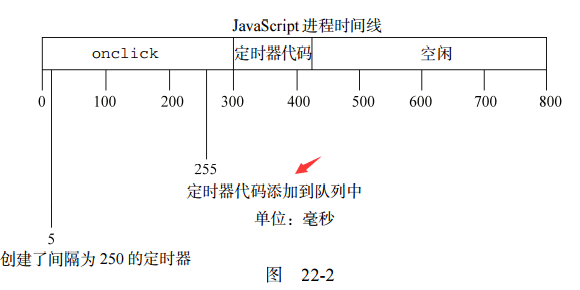 JavaScript 进程时间线
onclick 定时器代码 空闲
0 100 200 300 400 500 600 700 800
255
定时器代码添加到队列中
单位：毫秒
5
创建了间隔为 250 的定时器
图 22-2